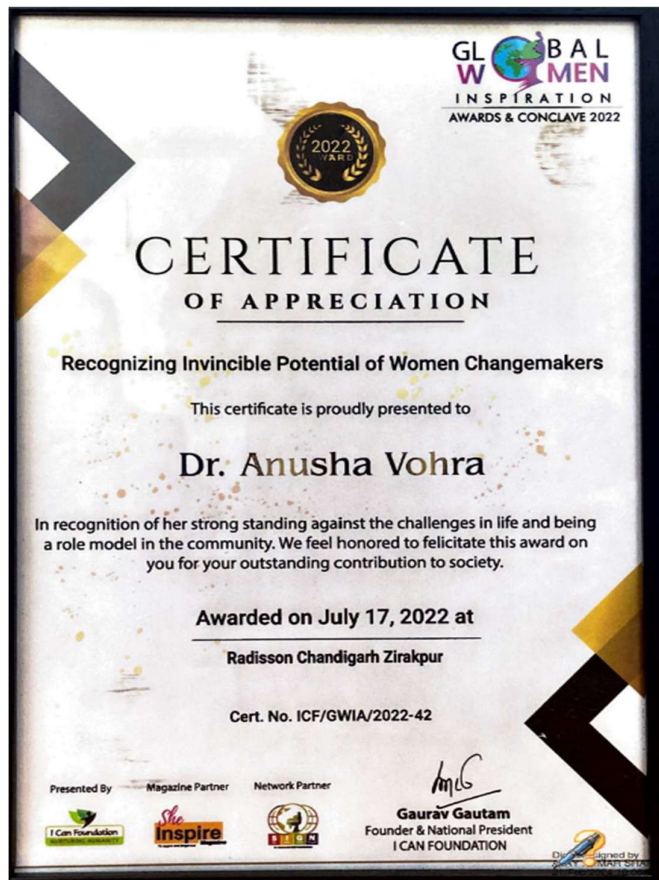 GLOBAL
WOMEN
INSPIRATION
AWARDS & CONCLAVE 2022
2022
AWARD
CERTIFICATE
OF APPRECIATION
Recognizing Invincible Potential of Women Changemakers
This certificate is proudly presented to
Dr. Anusha Vohra
In recognition of her strong standing against the challenges in life and being
a role model in the community. We feel honored to felicitate this award on
you for your outstanding contribution to society.
Awarded on July 17, 2022 at
Radisson Chandigarh Zirakpur
Cert. No. ICF/GWIA/2022-42
Presented By
Magazine Partner
Network Partner
I Can Foundation
NURTURING HUMANITY
She
Inspire
Magazine
SIGN
Gaurav Gautam
Founder & National President
I CAN FOUNDATION